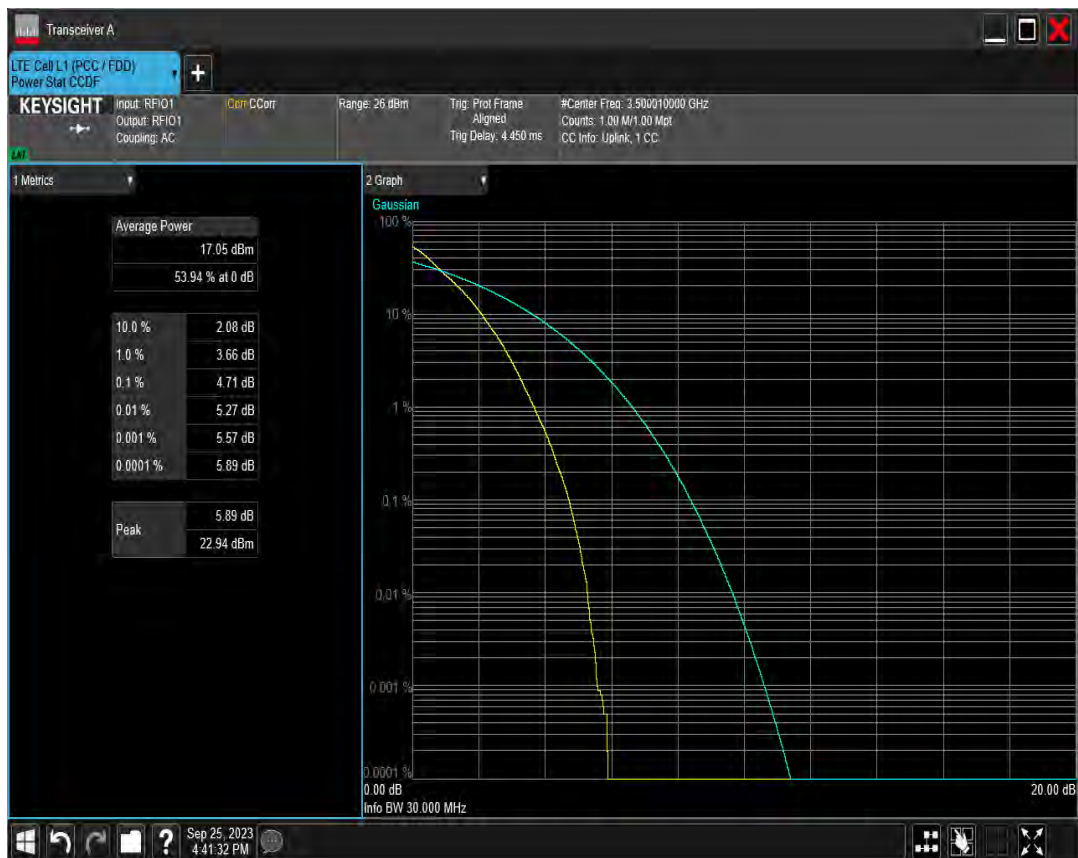 Transceiver A
LTE Cell L1 (PCC / FDD)
Power Stat CCDF
+
KEYSIGHT
Input: RFIO1
Output: RFIO1
Coupling: AC
Corr CCorr
Range: 26 dBm
Trig: Prot Frame
Aligned
Trig Delay: 4.450 ms
#Center Freq: 3.500010000 GHz
Counts: 1.00 M/1.00 Mpt
CC Info: Uplink, 1 CC
1 Metrics
Average Power
17.05 dBm
53.94 % at 0 dB
10.0 % 2.08 dB
1.0 % 3.66 dB
0.1 % 4.71 dB
0.01 % 5.27 dB
0.001 % 5.57 dB
0.0001 % 5.89 dB
Peak
5.89 dB
22.94 dBm
2 Graph
Gaussian
100 %
10 %
1 %
0.1 %
0.01 %
0.001 %
0.0001 %
0.00 dB
20.00 dB
Info BW 30.000 MHz
?
Sep 25, 2023
4:41:32 PM